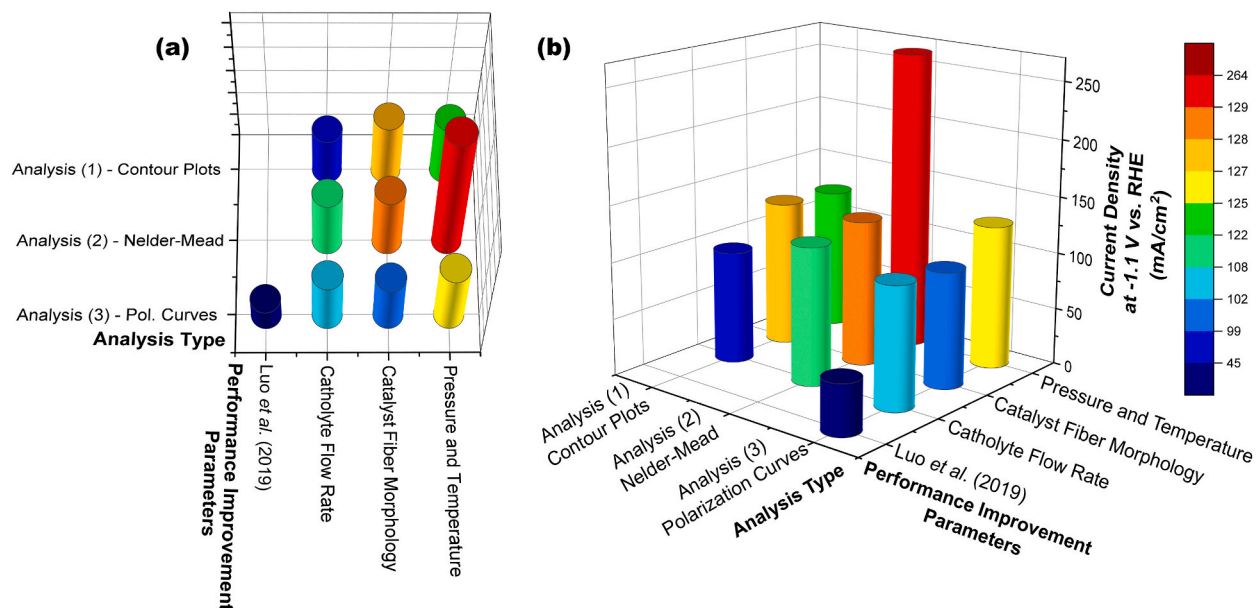 (a)
Analysis (1) - Contour Plots
Analysis (2) - Nelder-Mead
Analysis (3) - Pol. Curves
Analysis Type
Performance Improvement
Parameters
Luo et al. (2019)
Catholyte Flow Rate
Catalyst Fiber Morphology
Pressure and Temperature
(b)
Analysis (1)
Contour Plots
Analysis (2)
Nelder-Mead
Analysis (3)
Polarization Curves
Analysis Type
Performance Improvement
Parameters
Luo et al. (2019)
Catholyte Flow Rate
Catalyst Fiber Morphology
Pressure and Temperature
250
200
150
100
50
0
Current Density
at -1.1 V vs. RHE
(mA/cm²)
264
129
128
127
125
122
108
102
99
45